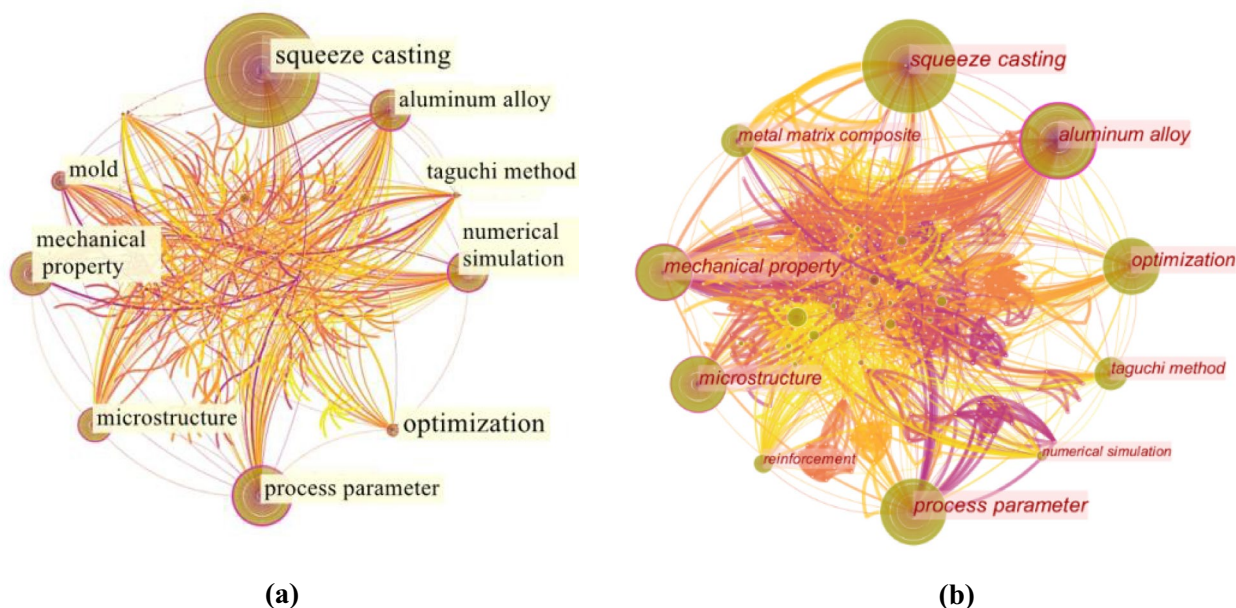 squeeze casting
aluminum alloy
taguchi method
mold
mechanical
property
numerical
simulation
microstructure
optimization
process parameter
(a)
squeeze casting
metal matrix composite
aluminum alloy
mechanical property
optimization
microstructure
taguchi method
reinforcement
numerical simulation
process parameter
(b)